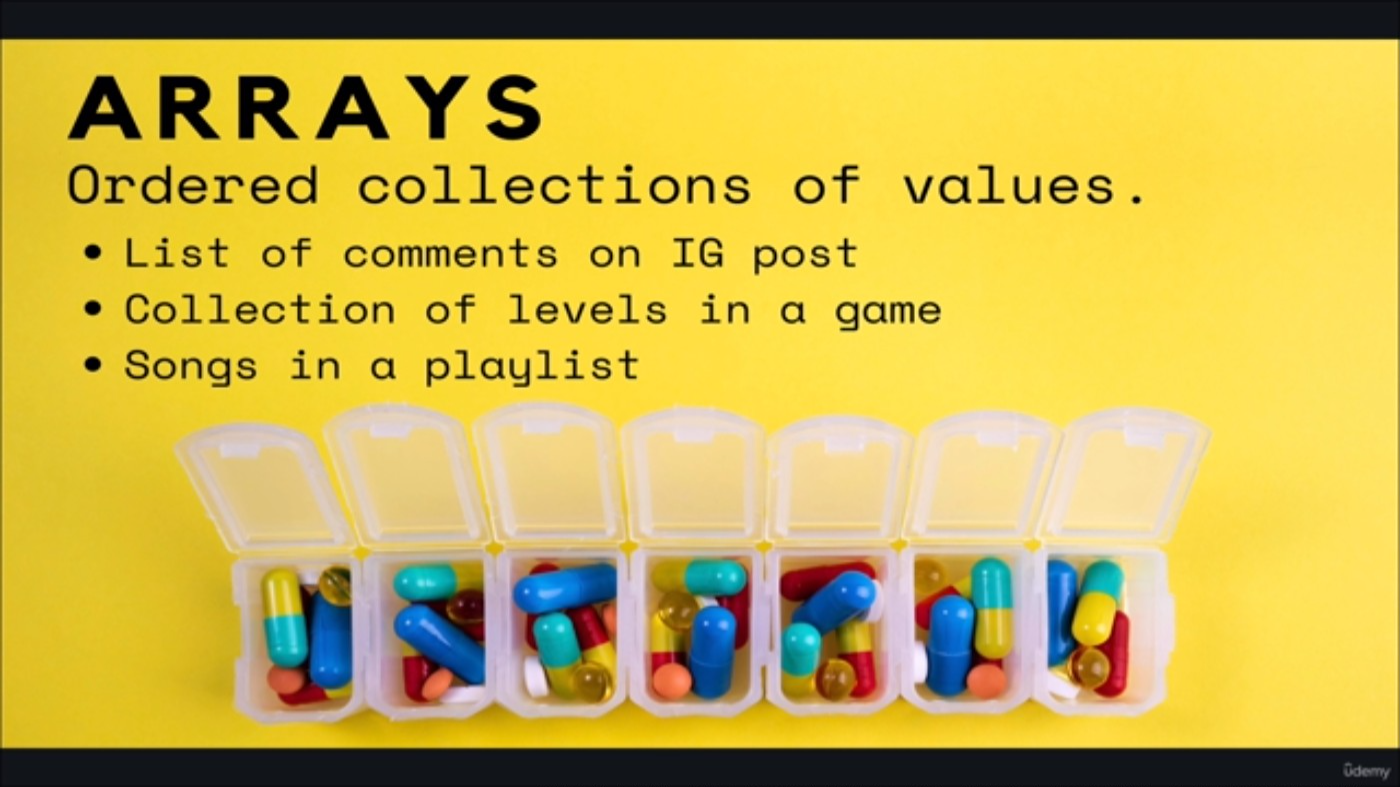 ARRAYS
Ordered collections of values.
• List of comments on IG post
• Collection of levels in a game
• Songs in a playlist
ûdemy